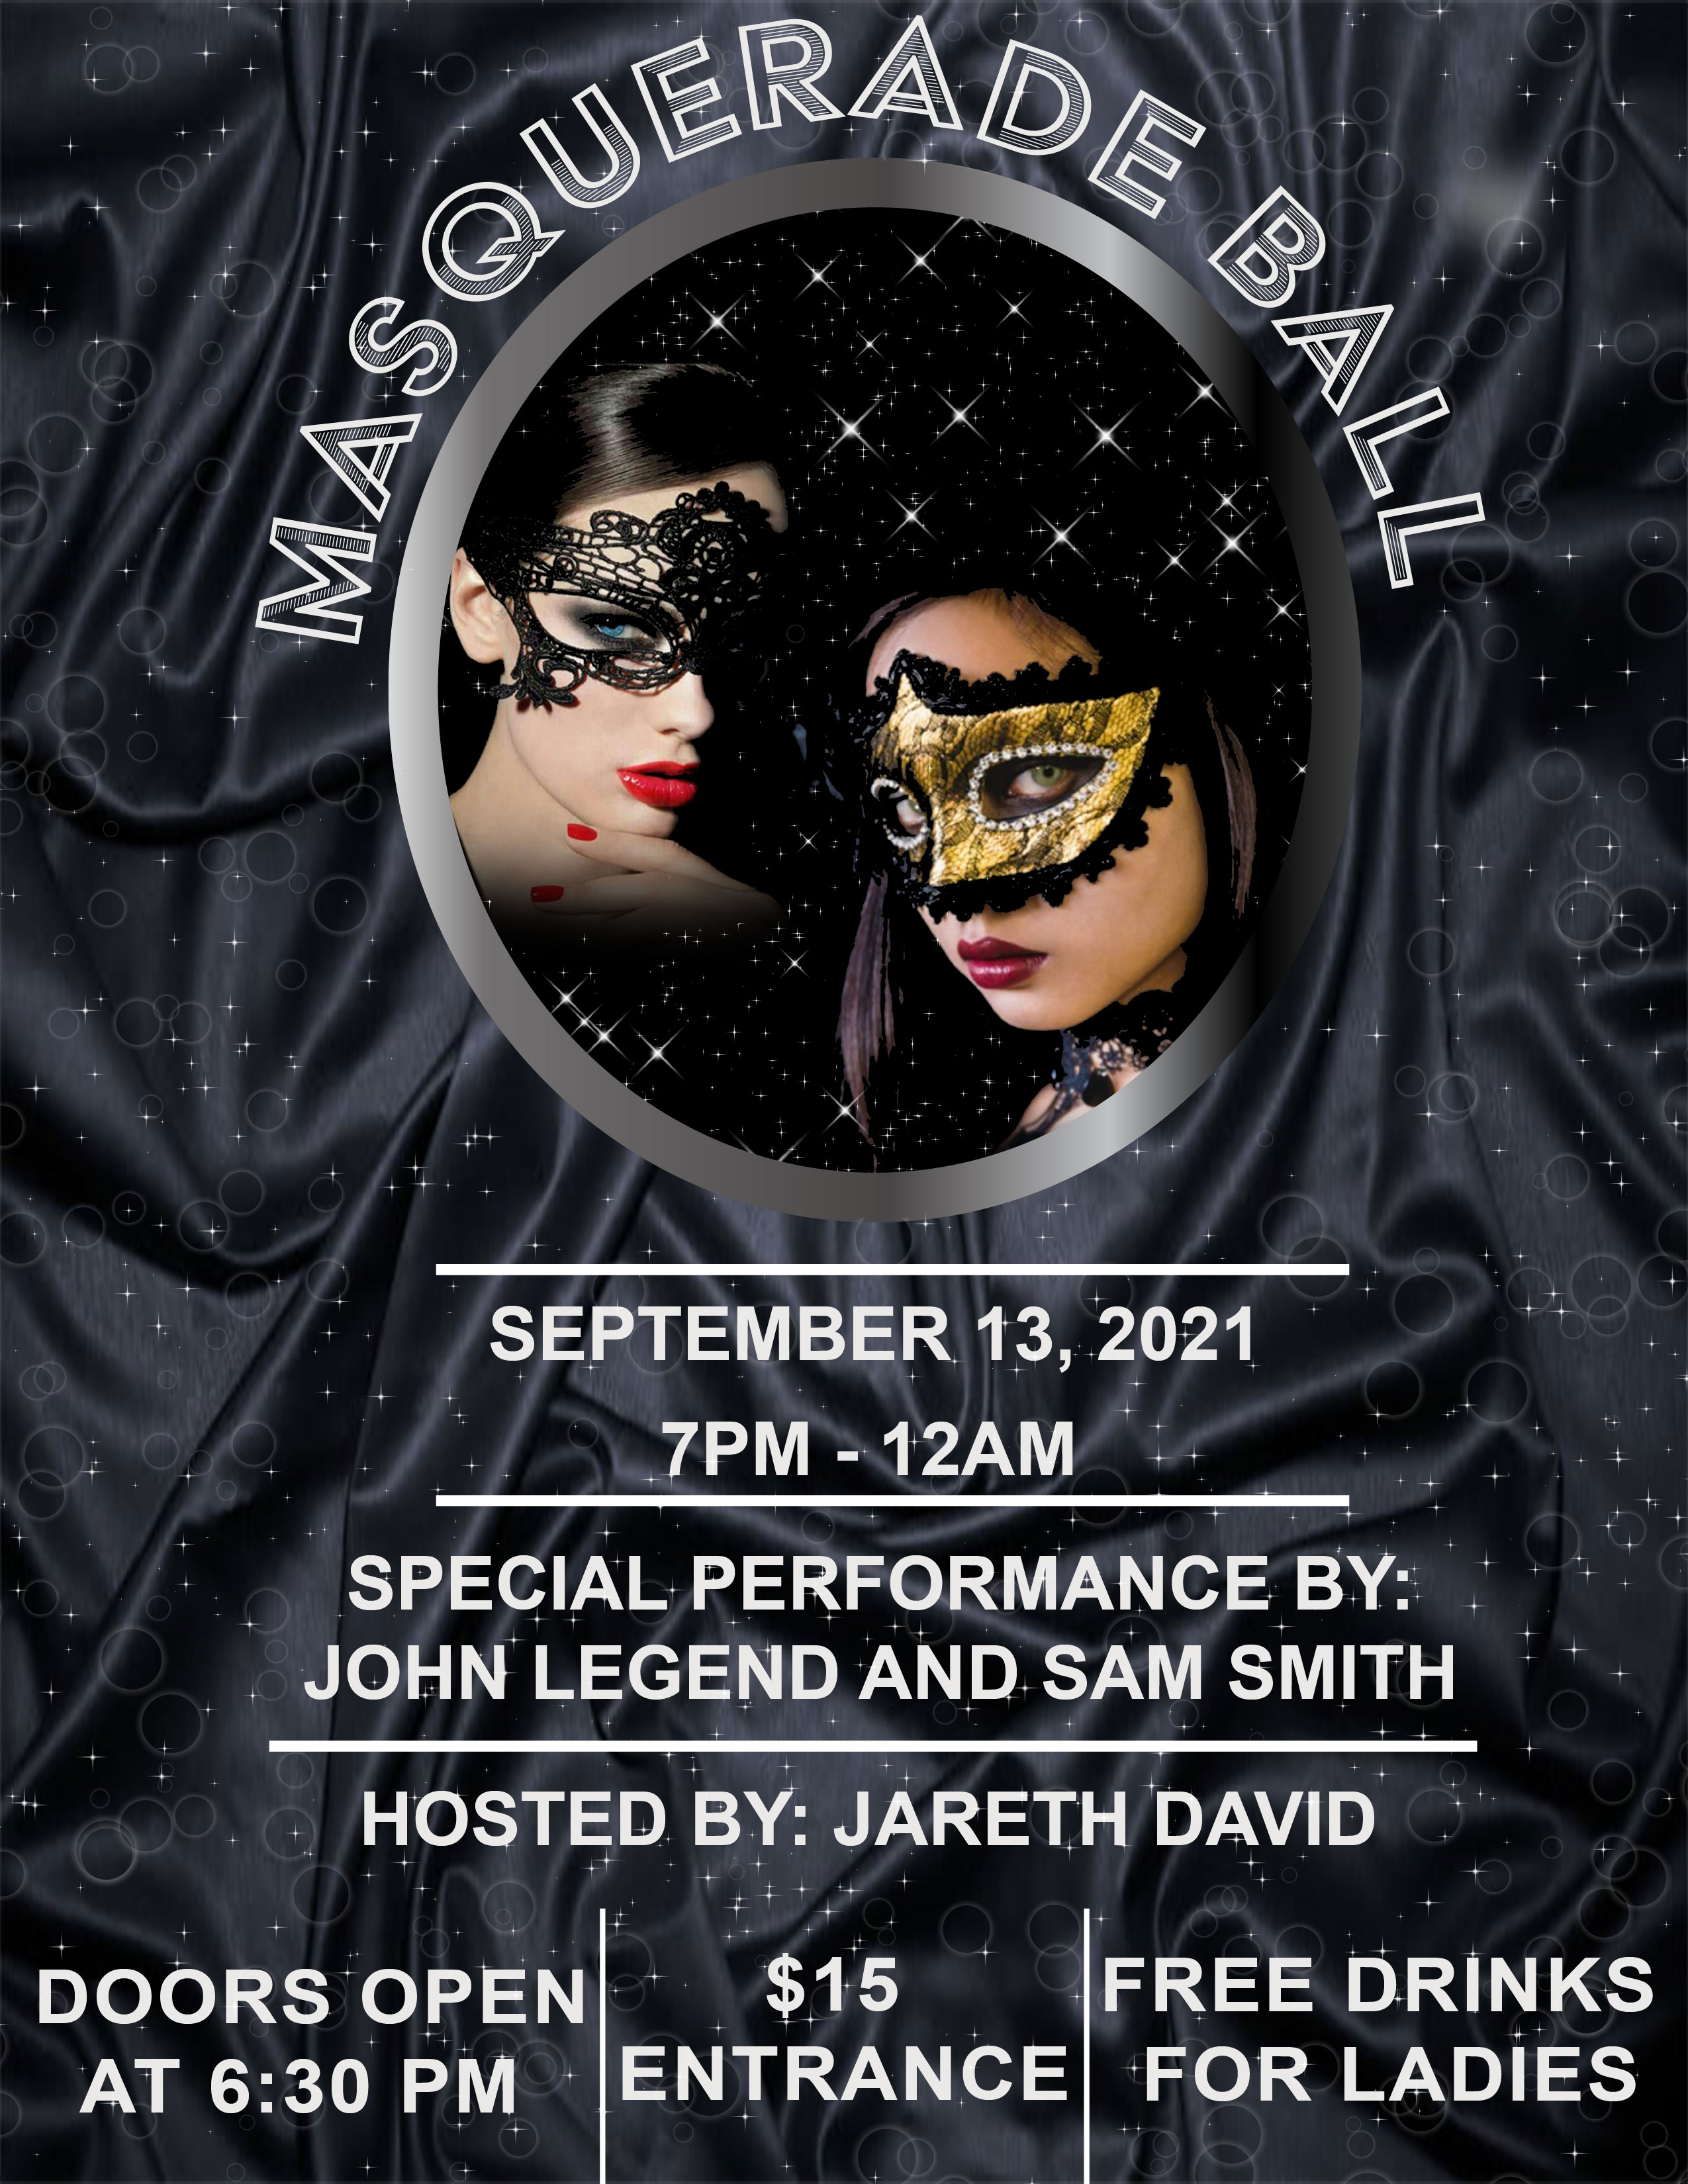 MASQUERADE BALL
SEPTEMBER 13, 2021
7PM - 12AM
SPECIAL PERFORMANCE BY:
JOHN LEGEND AND SAM SMITH
HOSTED BY: JARETH DAVID
DOORS OPEN
AT 6:30 PM
$15
ENTRANCE
FREE DRINKS
FOR LADIES